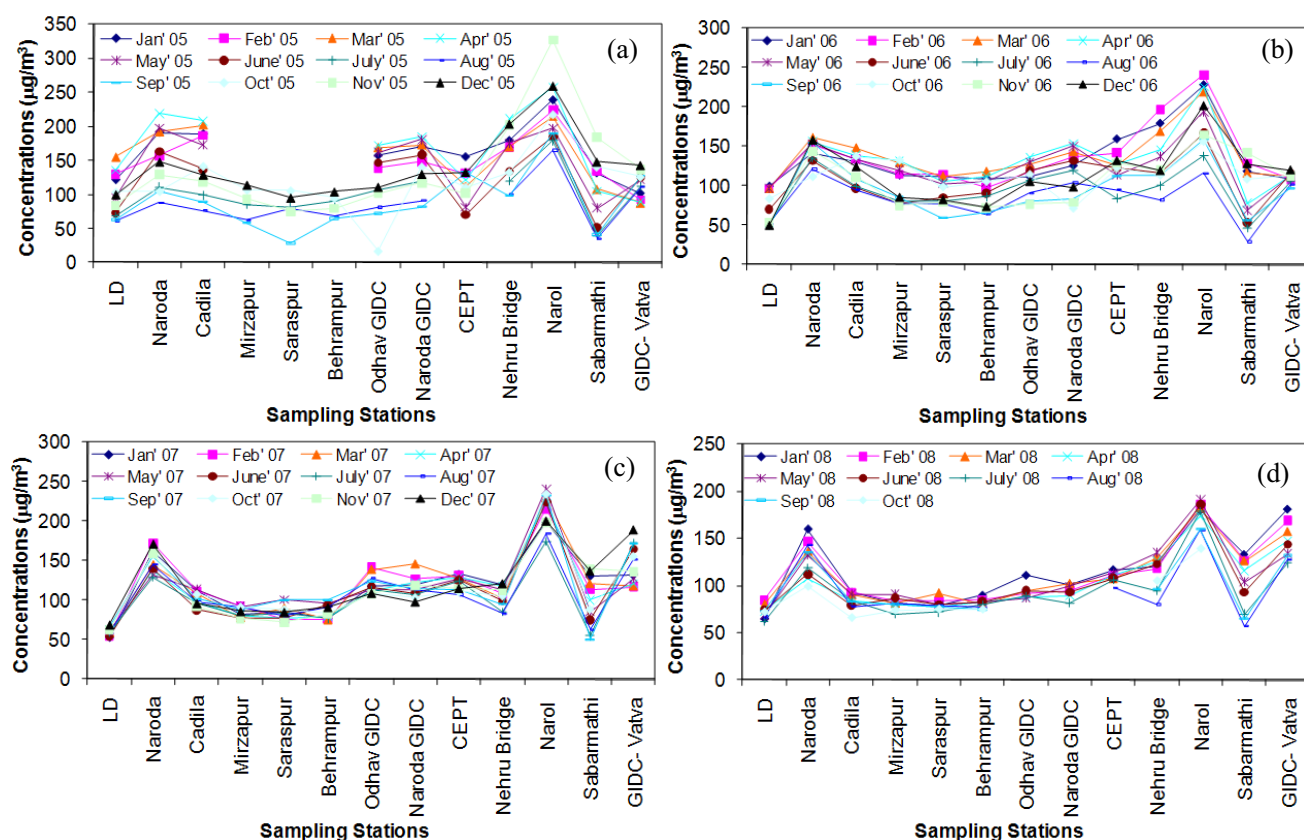 (a)
Concentrations (µg/m³)
350
300
250
200
150
100
50
0
Jan' 05 Feb' 05 Mar' 05 Apr' 05
May' 05 June' 05 July' 05 Aug' 05
Sep' 05 Oct' 05 Nov' 05 Dec' 05
LD
Naroda
Cadila
Mirzapur
Saraspur
Behrampur
Odhav GIDC
Naroda GIDC
CEPT
Nehru Bridge
Narol
Sabarmathi
GIDC- Vatva
Sampling Stations
(b)
Concentrations (µg/m³)
300
250
200
150
100
50
0
Jan' 06 Feb' 06 Mar' 06 Apr' 06
May' 06 June' 06 July' 06 Aug' 06
Sep' 06 Oct' 06 Nov' 06 Dec' 06
LD
Naroda
Cadila
Mirzapur
Saraspur
Behrampur
Odhav GIDC
Naroda GIDC
CEPT
Nehru Bridge
Narol
Sabarmathi
GIDC- Vatva
Sampling Stations
(c)
Concentrations (µg/m³)
300
250
200
150
100
50
0
Jan' 07 Feb' 07 Mar' 07 Apr' 07
May' 07 June' 07 July' 07 Aug' 07
Sep' 07 Oct' 07 Nov' 07 Dec' 07
LD
Naroda
Cadila
Mirzapur
Saraspur
Behrampur
Odhav GIDC
Naroda GIDC
CEPT
Nehru Bridge
Narol
Sabarmathi
GIDC- Vatva
Sampling Stations
(d)
Concentrations (µg/m³)
250
200
150
100
50
0
Jan' 08 Feb' 08 Mar' 08 Apr' 08
May' 08 June' 08 July' 08 Aug' 08
Sep' 08 Oct' 08
LD
Naroda
Cadila
Mirzapur
Saraspur
Behrampur
Odhav GIDC
Naroda GIDC
CEPT
Nehru Bridge
Narol
Sabarmathi
GIDC- Vatva
Sampling Stations